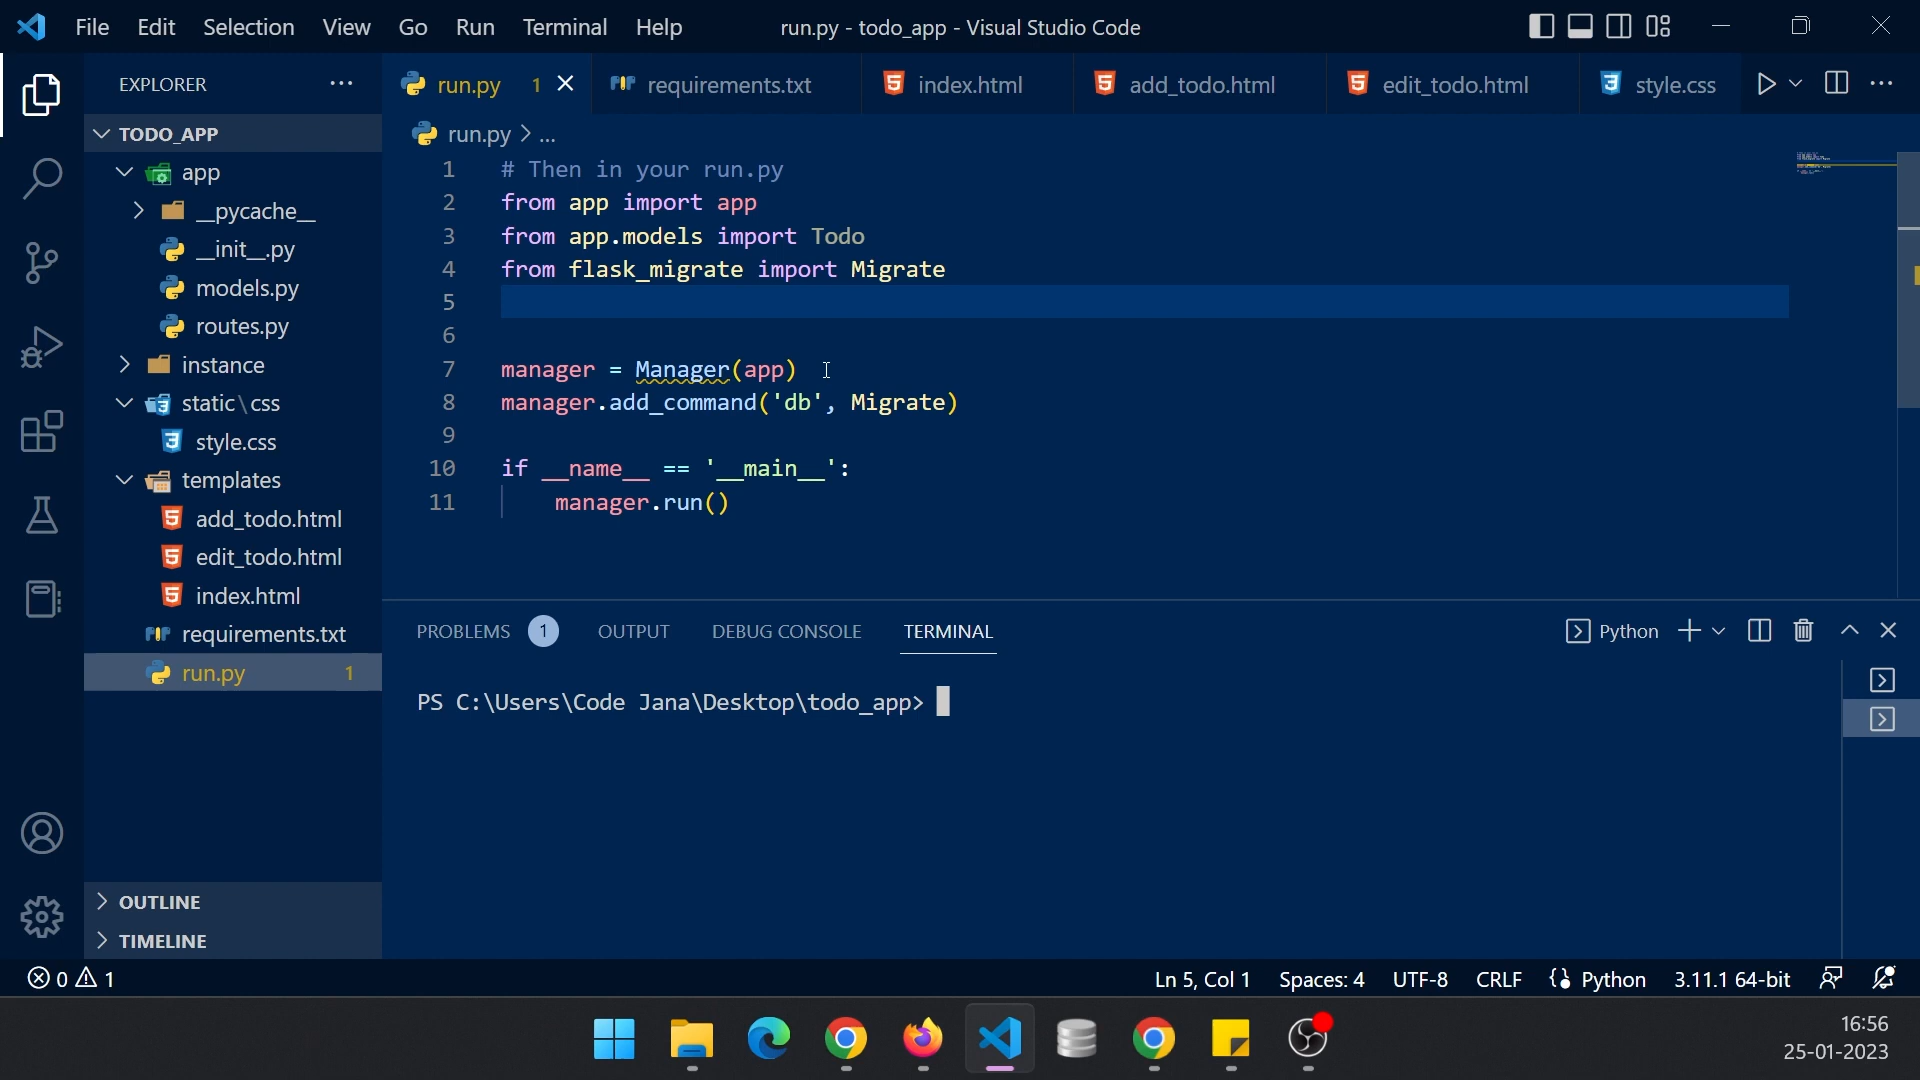 File Edit Selection View Go Run Terminal Help
run.py - todo_app - Visual Studio Code
EXPLORER
TODO_APP
app
__pycache__
__init__.py
models.py
routes.py
instance
static\css
style.css
templates
add_todo.html
edit_todo.html
index.html
requirements.txt
run.py 1
OUTLINE
TIMELINE
run.py 1 requirements.txt index.html add_todo.html edit_todo.html style.css
run.py > ...
1 # Then in your run.py
2 from app import app
3 from app.models import Todo
4 from flask_migrate import Migrate
5
6
7 manager = Manager(app)
8 manager.add_command('db', Migrate)
9
10 if __name__ == '__main__':
11 manager.run()
PROBLEMS 1 OUTPUT DEBUG CONSOLE TERMINAL
Python
PS C:\Users\Code Jana\Desktop\todo_app>
0 1
Ln 5, Col 1 Spaces: 4 UTF-8 CRLF Python 3.11.1 64-bit
16:56
25-01-2023